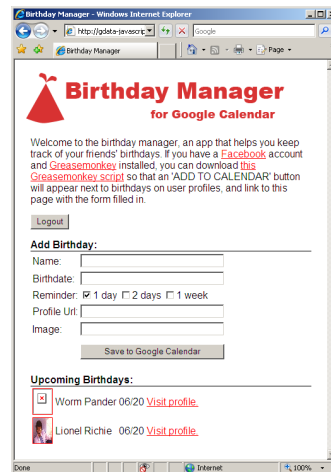 Birthday Manager - Windows Internet Explorer
http://gdata-javascrip
Google
Birthday Manager
Page
Birthday Manager
for Google Calendar
Welcome to the birthday manager, an app that helps you keep
track of your friends' birthdays. If you have a Facebook account
and Greasemonkey installed, you can download this
Greasemonkey script so that an 'ADD TO CALENDAR' button
will appear next to birthdays on user profiles, and link to this
page with the form filled in.
Logout
Add Birthday:
Name:
Birthdate:
Reminder: 1 day 2 days 1 week
Profile Url:
Image:
Save to Google Calendar
Upcoming Birthdays:
Worm Pander 06/20 Visit profile.
Lionel Richie 06/20 Visit profile.
Done Internet 100%